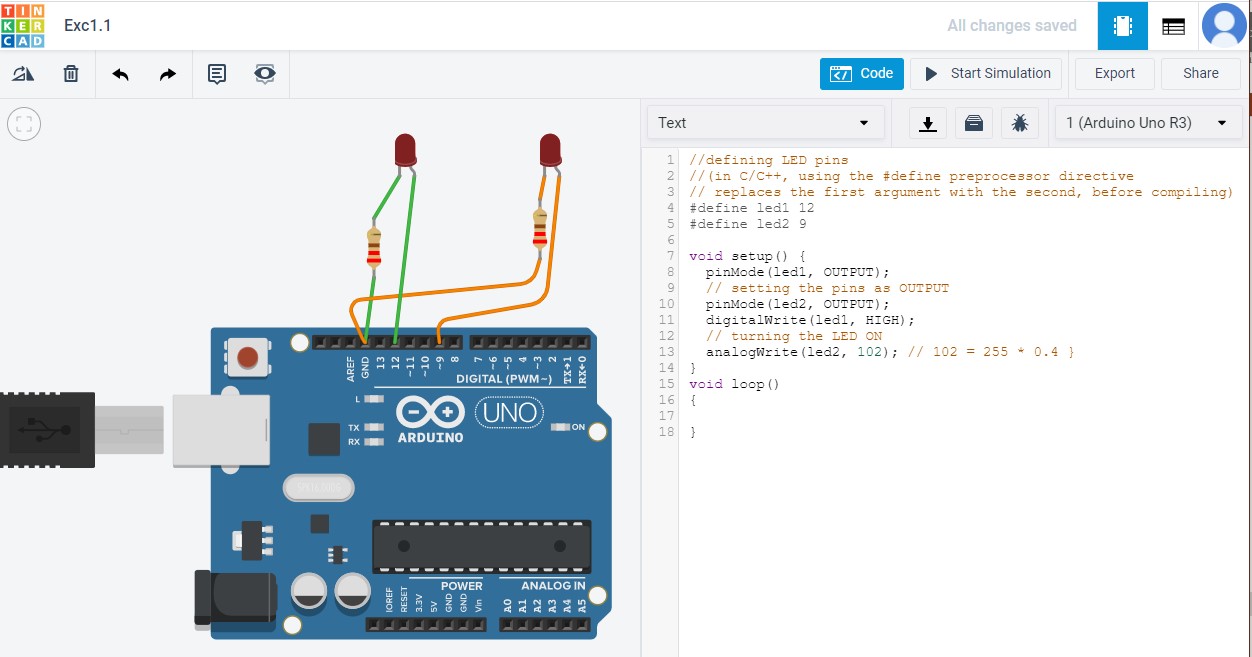 TIN
KER
CAD
Exc1.1
All changes saved
Code
Start Simulation
Export
Share
Text
1 (Arduino Uno R3)
1 //defining LED pins
2 //(in C/C++, using the #define preprocessor directive
3 // replaces the first argument with the second, before compiling)
4 #define led1 12
5 #define led2 9
6
7 void setup() {
8   pinMode(led1, OUTPUT);
9   // setting the pins as OUTPUT
10   pinMode(led2, OUTPUT);
11   digitalWrite(led1, HIGH);
12   // turning the LED ON
13   analogWrite(led2, 102); // 102 = 255 * 0.4 }
14 }
15 void loop()
16 {
17
18 }
AREF
GND
13
12
~11
~10
~9
8
7
~6
~5
4
~3
2
TX→1
RX←0
DIGITAL (PWM~)
L
TX
RX
ARDUINO
UNO
ON
POWER
ANALOG IN
IOREF
RESET
3.3V
5V
GND
GND
Vin
A0
A1
A2
A3
A4
A5